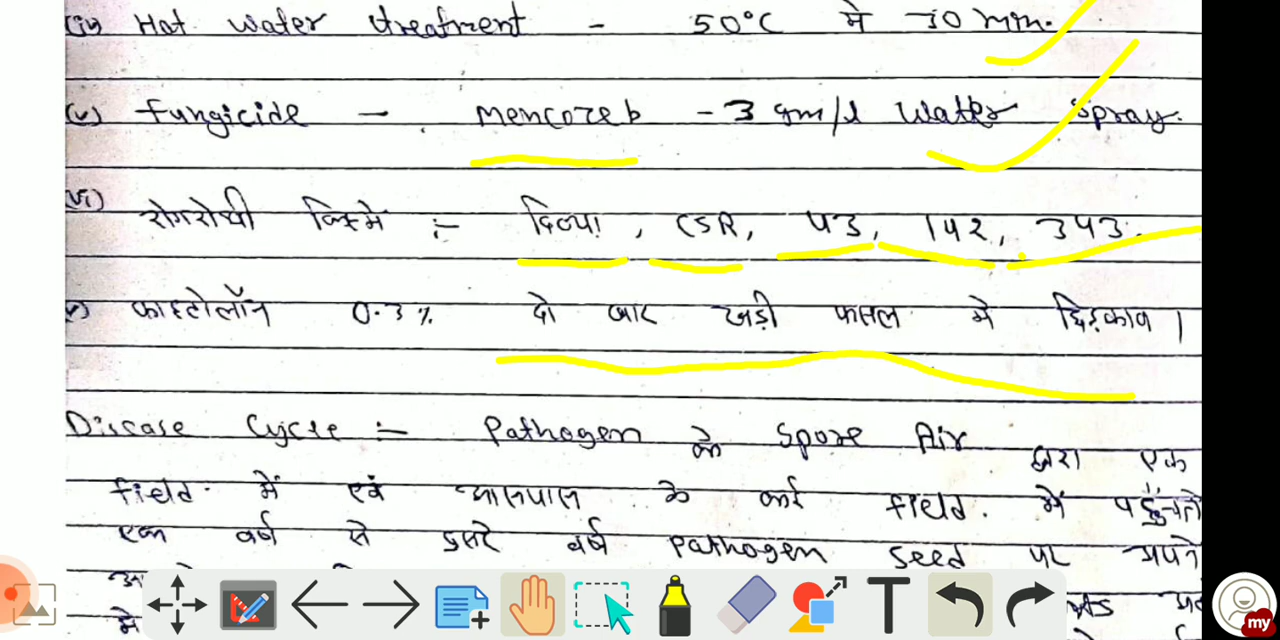 (iv) Hot water treatment - 50°C में 30 min.
(v) Fungicide - Mencozeb - 3 gm/l Water Spray.
(vi) रोगरोधी किस्में :- दिव्या, CSR, 43, 142, 343.
फाइटोलॉन 0.3% दो बार खड़ी फसल में छिड़काव।
Disease Cycle :- Pathogen के Spore Air द्वारा एक
field. में एवं आसपास के कई field. में पहुँचते
एक वर्ष से दुसरे वर्ष pathogen seed पर अपने
में
my